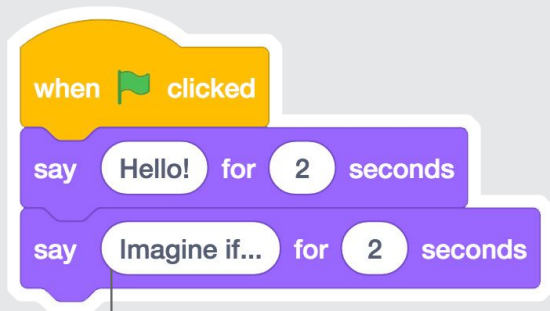 when clicked
say Hello! for 2 seconds
say Imagine if... for 2 seconds